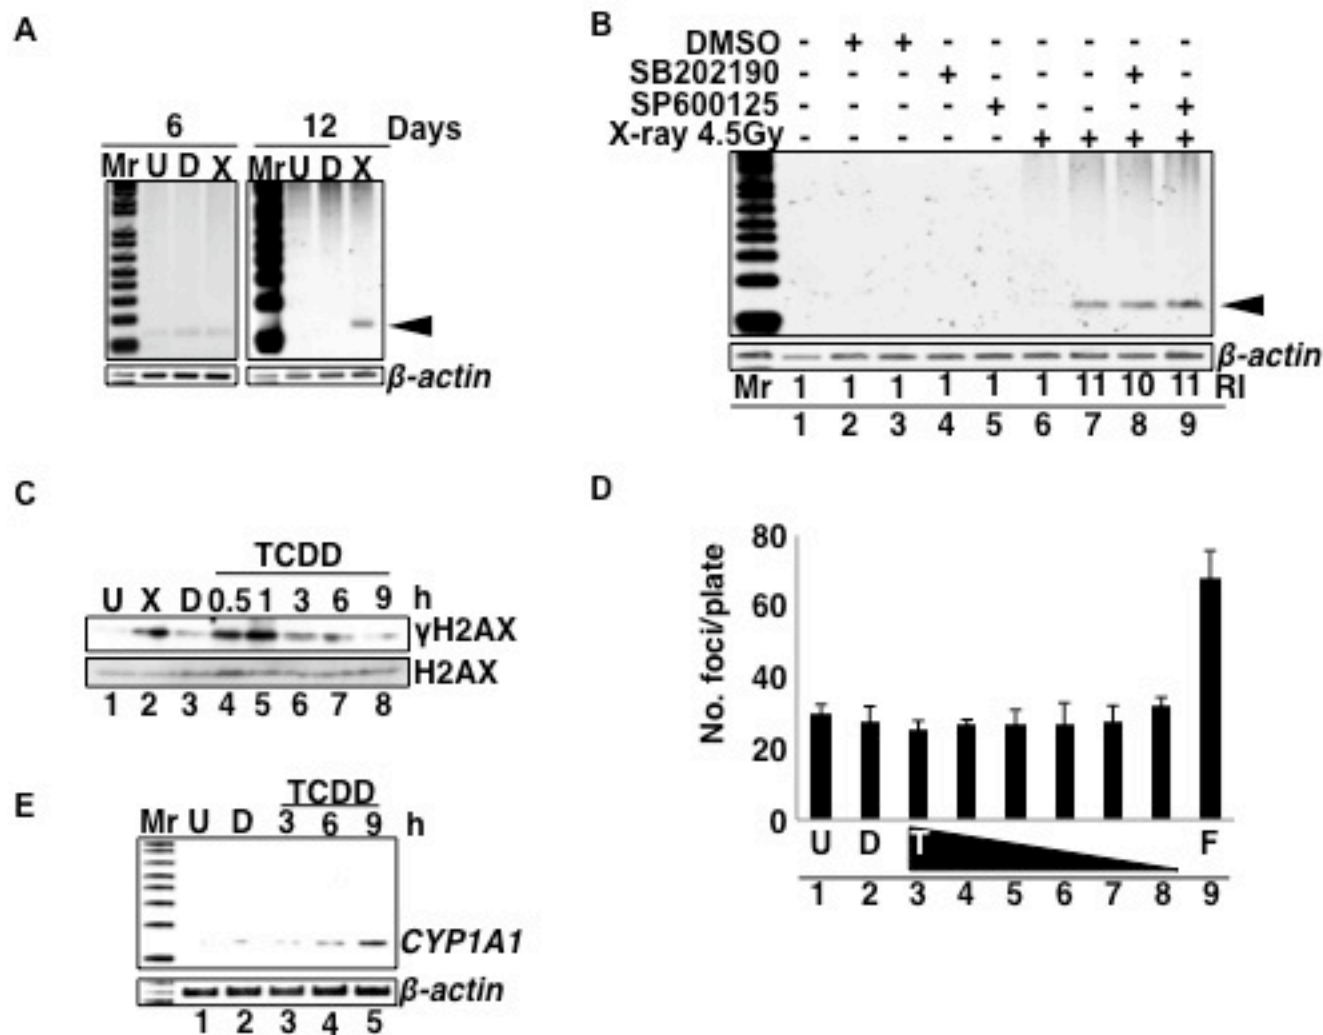 A
6 12 Days
Mr U D X Mr U D X
β-actin
B
DMSO - + + - - - - - -
SB202190 - - - + - - - + -
SP600125 - - - - + - - - +
X-ray 4.5Gy - - - - - + + + +
β-actin
Mr 1 1 1 1 1 1 11 10 11 RI
1 2 3 4 5 6 7 8 9
C
TCDD
U X D 0.5 1 3 6 9 h
γH2AX
H2AX
1 2 3 4 5 6 7 8
D
No. foci/plate
80
60
40
20
0
U D T F
1 2 3 4 5 6 7 8 9
E
TCDD
Mr U D 3 6 9 h
CYP1A1
β-actin
1 2 3 4 5